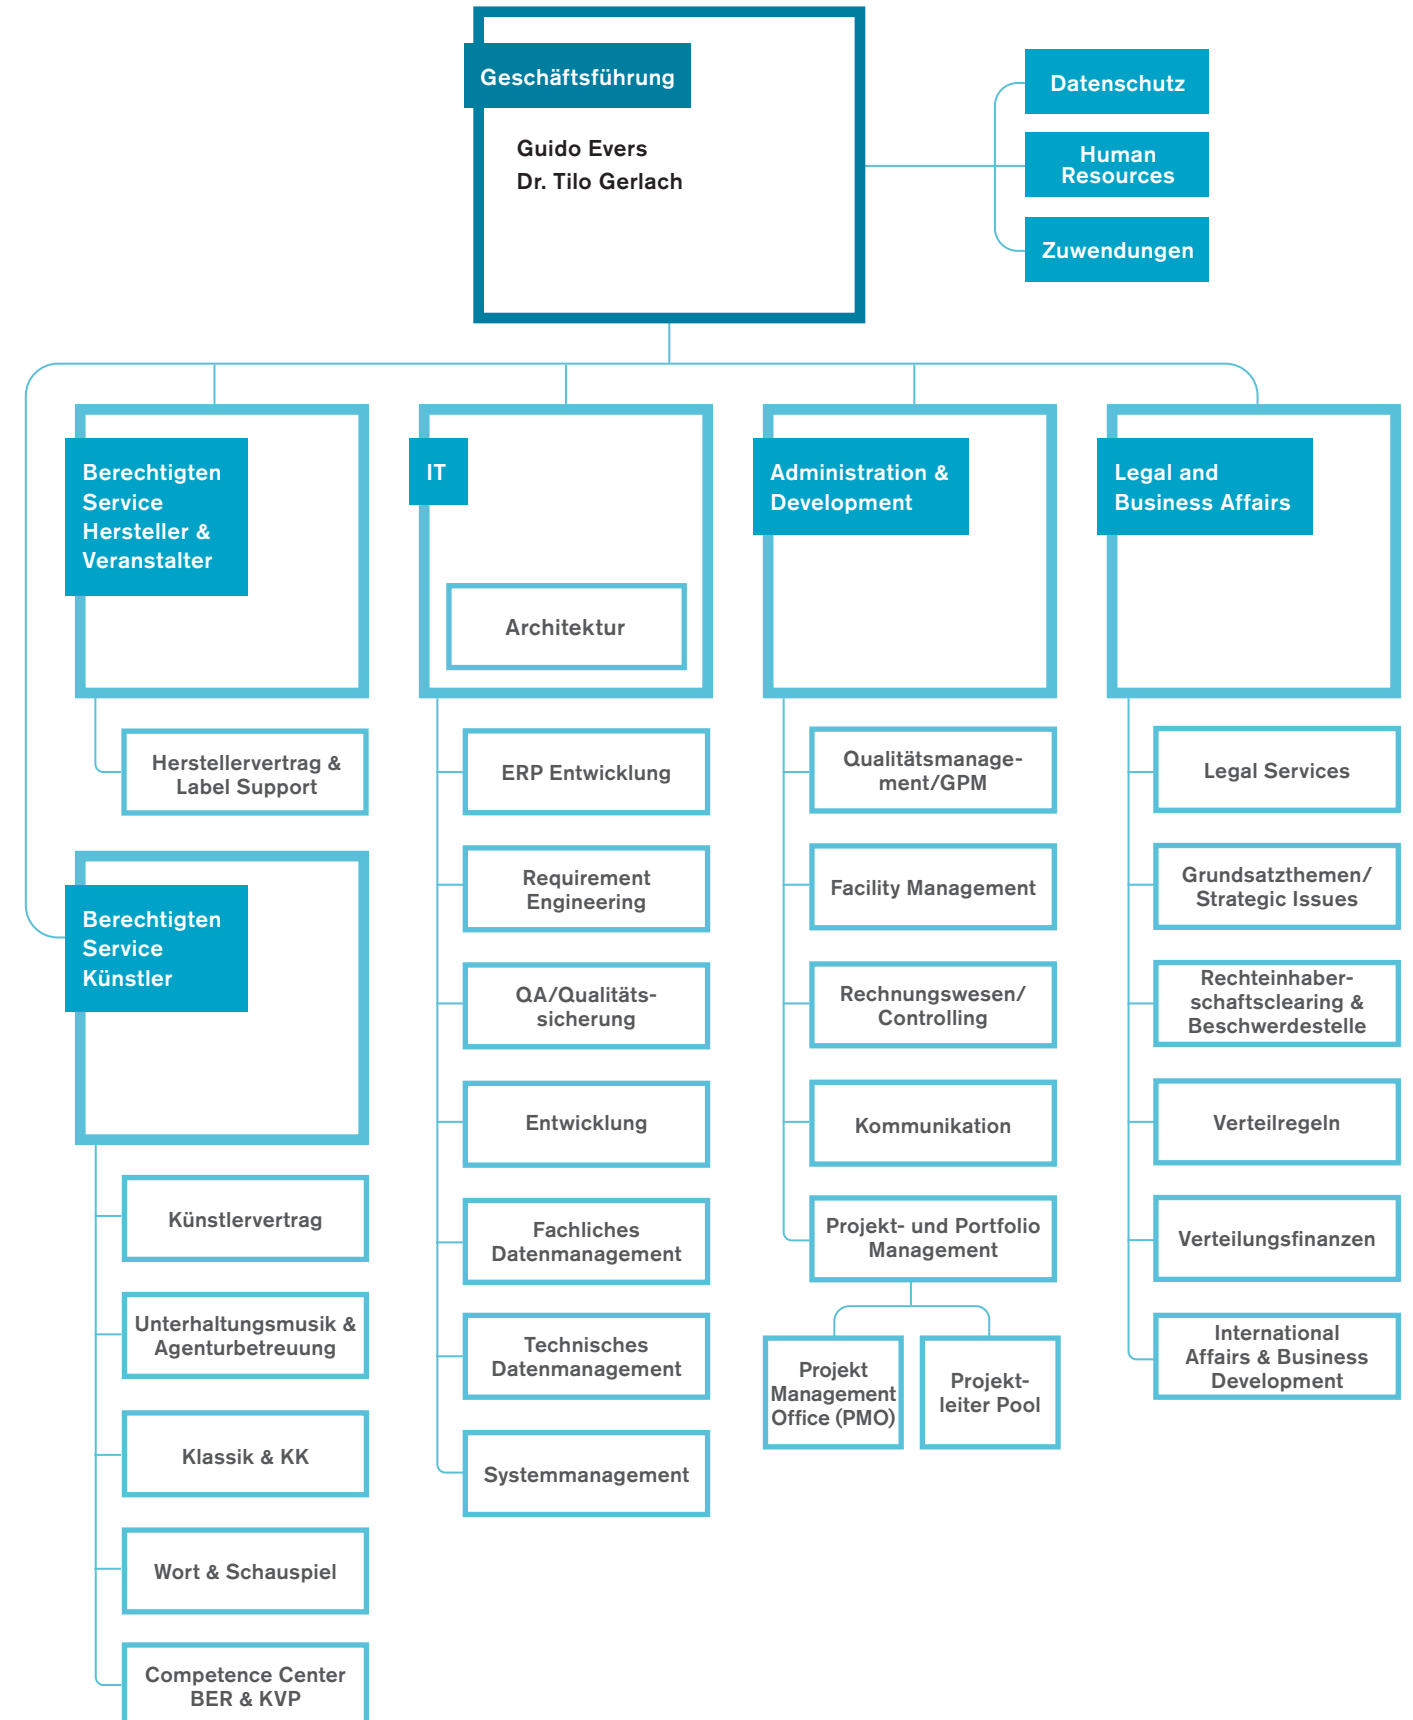 Geschäftsführung
Guido Evers
Dr. Tilo Gerlach
Datenschutz
Human
Resources
Zuwendungen
Berechtigten
Service
Hersteller &
Veranstalter
Herstellervertrag &
Label Support
Berechtigten
Service
Künstler
Künstlervertrag
Unterhaltungsmusik &
Agenturbetreuung
Klassik & KK
Wort & Schauspiel
Competence Center
BER & KVP
IT
Architektur
ERP Entwicklung
Requirement
Engineering
QA/Qualitäts-
sicherung
Entwicklung
Fachliches
Datenmanagement
Technisches
Datenmanagement
Systemmanagement
Administration &
Development
Qualitätsmanage-
ment/GPM
Facility Management
Rechnungswesen/
Controlling
Kommunikation
Projekt- und Portfolio
Management
Projekt
Management
Office (PMO)
Projekt-
leiter Pool
Legal and
Business Affairs
Legal Services
Grundsatzthemen/
Strategic Issues
Rechteinhaber-
schaftsclearing &
Beschwerdestelle
Verteilregeln
Verteilungsfinanzen
International
Affairs & Business
Development